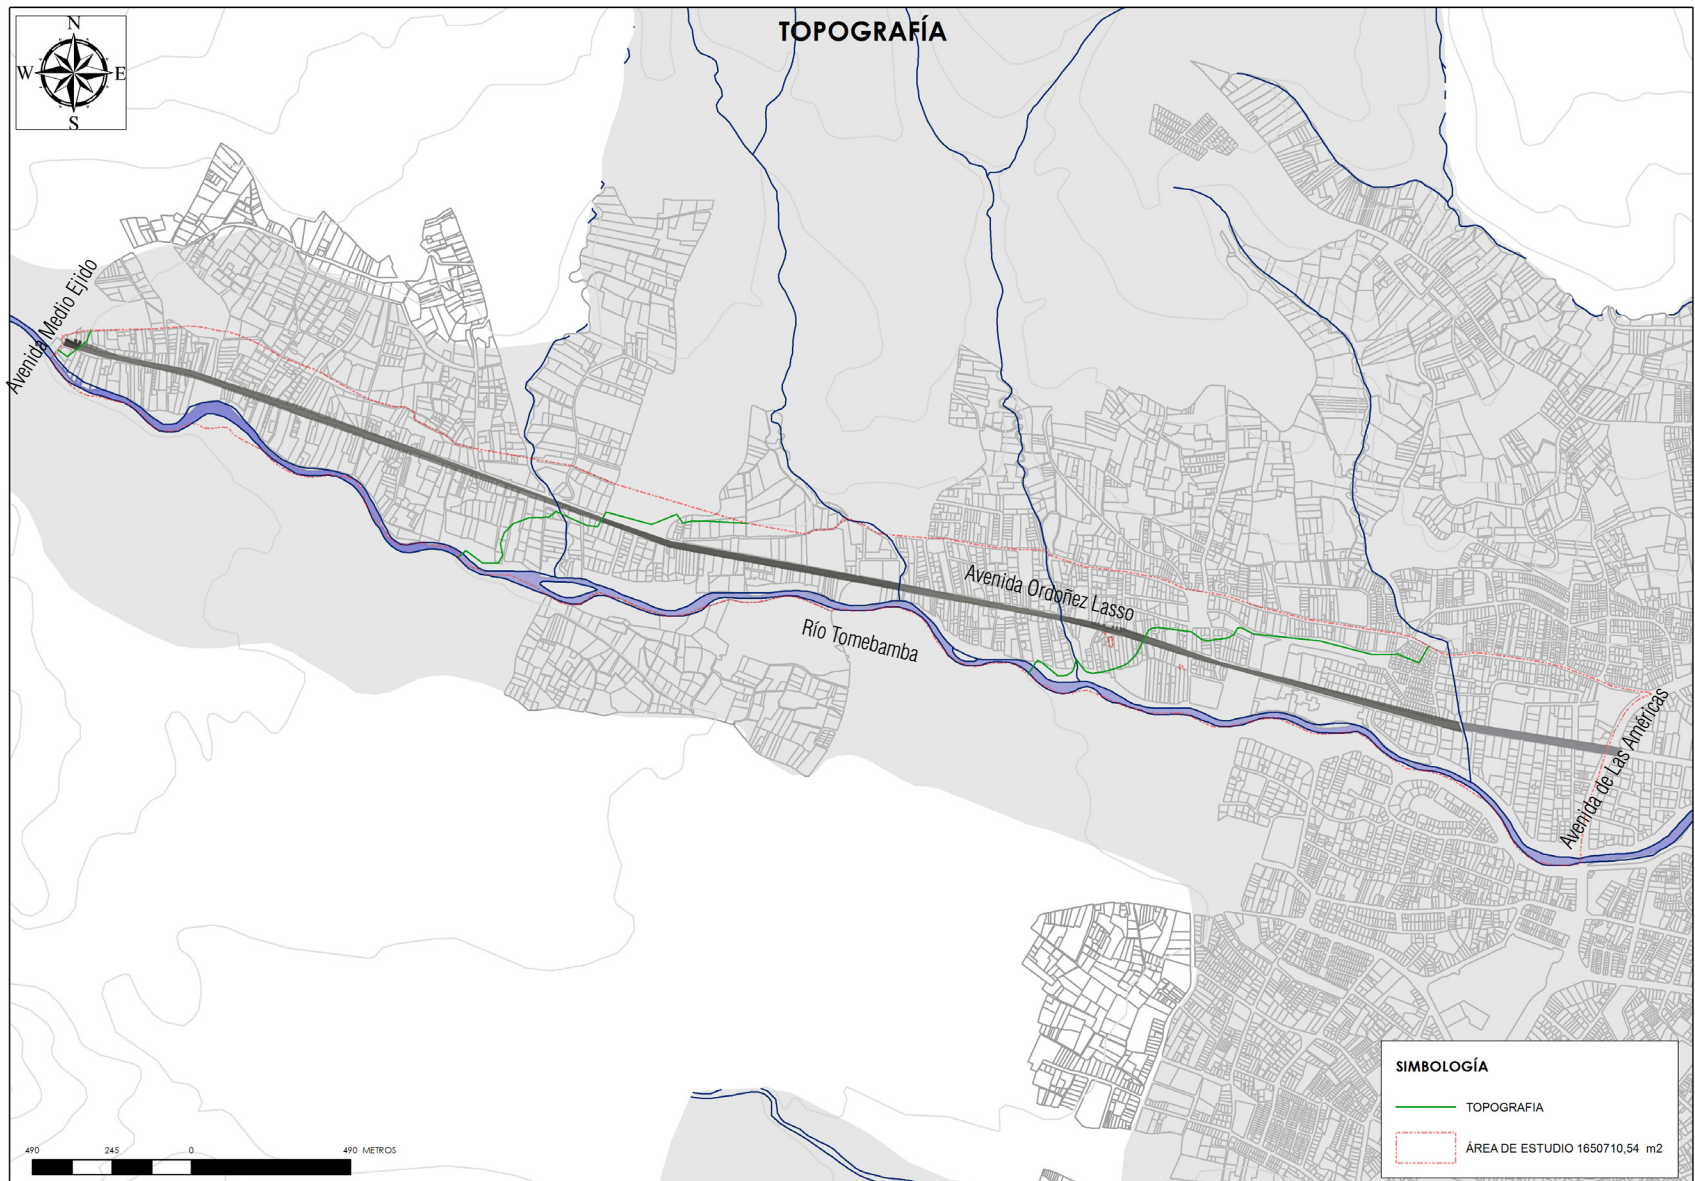 TOPOGRAFÍA
N
W E
S
Avenida Medio Ejido
Avenida Ordoñez Lasso
Río Tomebamba
Avenida de Las Américas
SIMBOLOGÍA
TOPOGRAFIA
ÁREA DE ESTUDIO 1650710,54 m2
490 245 0 490 METROS